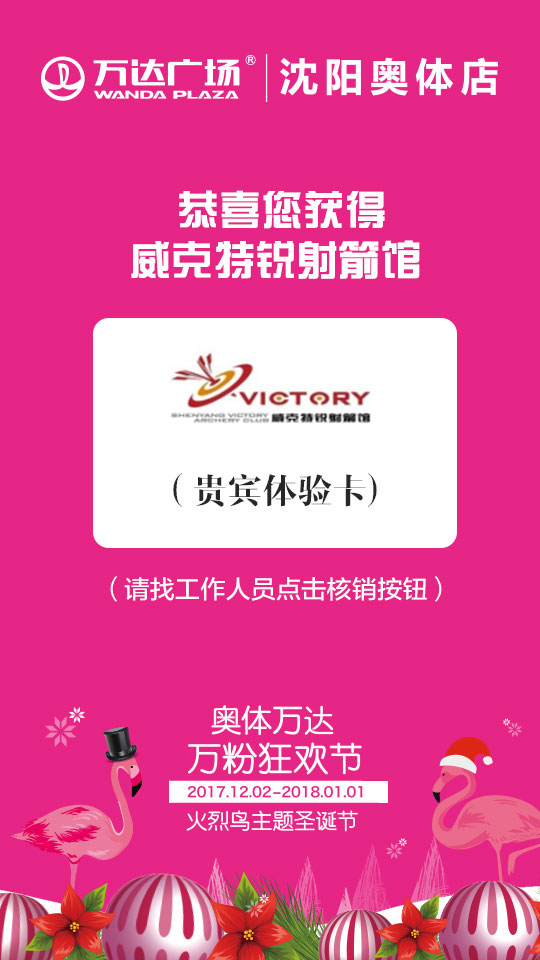 万达广场® 沈阳奥体店
WANDA PLAZA
恭喜您获得
威克特锐射箭馆
VICTORY
SHENYANG VICTORY
ARCHERY CLUB 威克特锐射箭馆
(贵宾体验卡)
(请找工作人员点击核销按钮)
奥体万达
万粉狂欢节
2017.12.02-2018.01.01
火烈鸟主题圣诞节